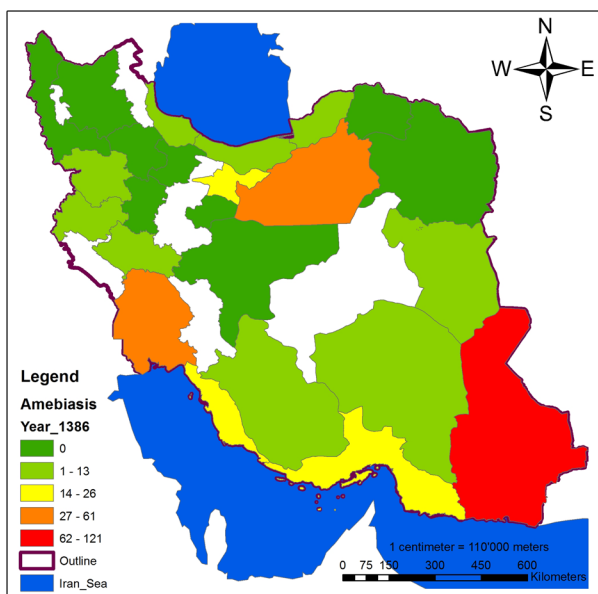 N
W E
S
Legend
Amebiasis
Year_1386
0
1 - 13
14 - 26
27 - 61
62 - 121
Outline
Iran_Sea
1 centimeter = 110'000 meters
0 75 150 300 450 600
Kilometers